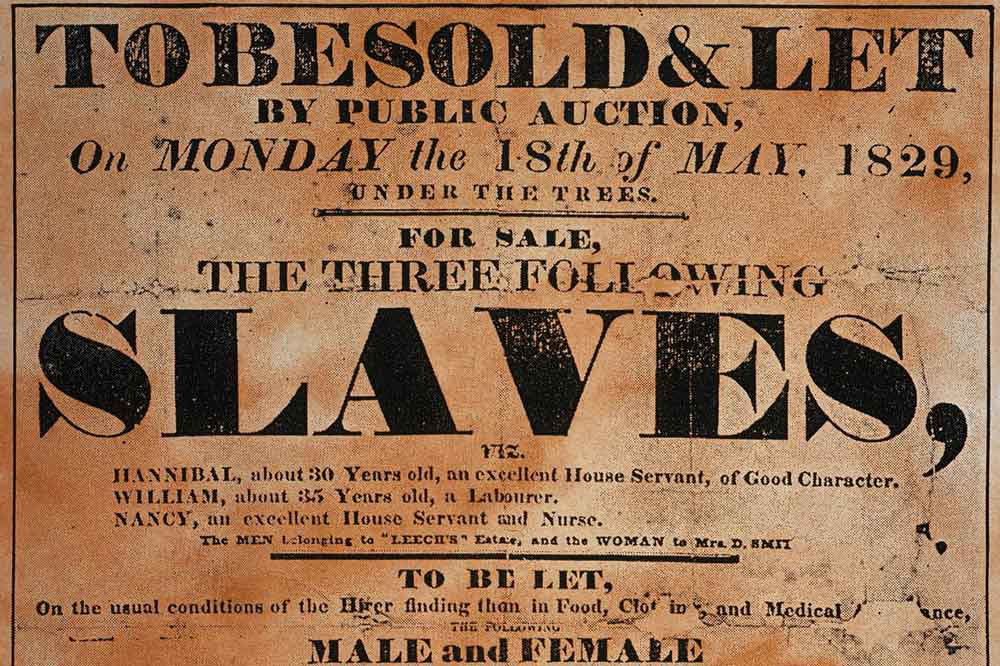 TO BE SOLD & LET
BY PUBLIC AUCTION,
On MONDAY the 18th of MAY. 1829,
UNDER THE TREES.
FOR SALE,
THE THREE FOLLOWING
SLAVES,
VIZ.
HANNIBAL, about 30 Years old, an excellent House Servant, of Good Character.
WILLIAM, about 35 Years old, a Labourer.
NANCY, an excellent House Servant and Nurse.
The MEN belonging to "LEECH'S" Estate, and the WOMAN to Mrs. D. SMIT
TO BE LET,
On the usual conditions of the Hirer finding them in Food, in and Medical
THE FOLLOWING
MALE and FEMALE